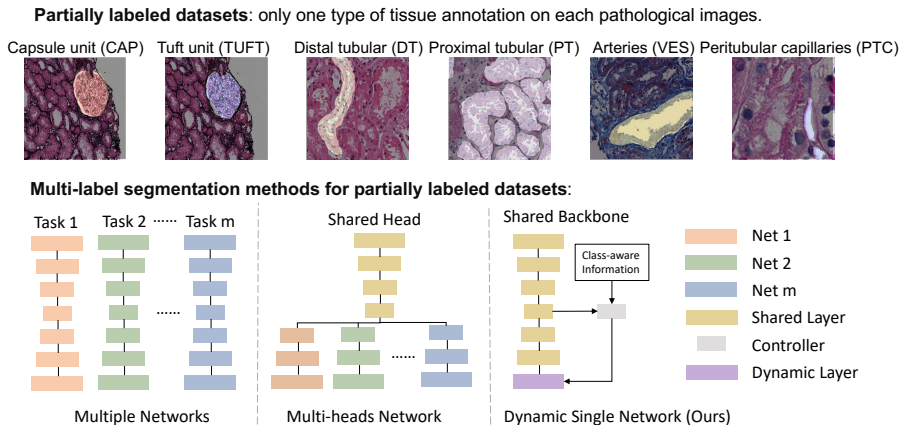 Partially labeled datasets: only one type of tissue annotation on each pathological images.
Capsule unit (CAP) Tuft unit (TUFT) Distal tubular (DT) Proximal tubular (PT) Arteries (VES) Peritubular capillaries (PTC)
Multi-label segmentation methods for partially labeled datasets:
Task 1 Task 2 ...... Task m
Shared Head
Shared Backbone
Class-aware
Information
......
......
Net 1
Net 2
Net m
Shared Layer
Controller
Dynamic Layer
Multiple Networks
Multi-heads Network
Dynamic Single Network (Ours)